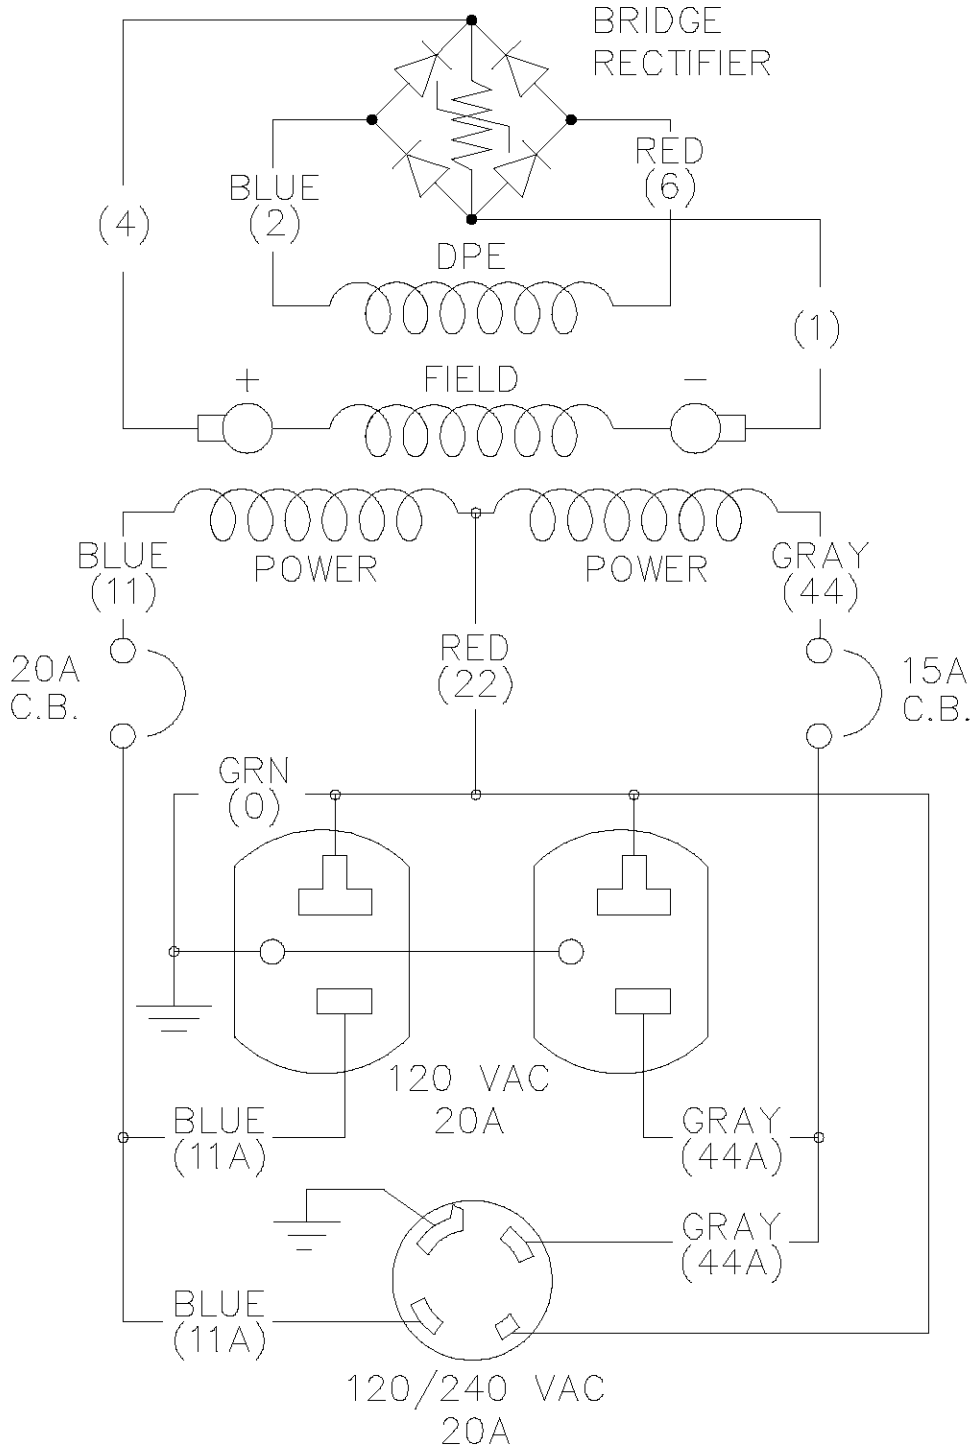 BRIDGE
RECTIFIER
RED
(6)
BLUE
(2)
(4)
DPE
(1)
+
FIELD
−
BLUE
(11)
POWER
POWER
GRAY
(44)
20A
C.B.
RED
(22)
15A
C.B.
GRN
(0)
120 VAC
20A
BLUE
(11A)
GRAY
(44A)
GRAY
(44A)
BLUE
(11A)
120/240 VAC
20A